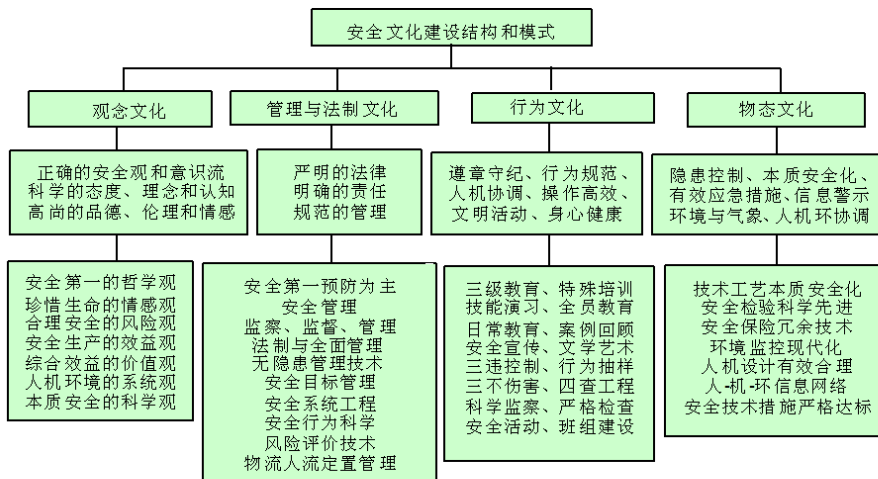 安全文化建设结构和模式
观念文化
管理与法制文化
行为文化
物态文化
正确的安全观和意识流
科学的态度、理念和认知
高尚的品德、伦理和情感
严明的法律
明确的责任
规范的管理
遵章守纪、行为规范、
人机协调、操作高效、
文明活动、身心健康
隐患控制、本质安全化、
有效应急措施、信息警示
环境与气象、人机环协调
安全第一的哲学观
珍惜生命的情感观
合理安全的风险观
安全生产的效益观
综合效益的价值观
人机环境的系统观
本质安全的科学观
安全第一预防为主
安全管理
监察、监督、管理
法制与全面管理
无隐患管理技术
安全目标管理
安全系统工程
安全行为科学
风险评价技术
物流人流定置管理
三级教育、特殊培训
技能演习、全员教育
日常教育、案例回顾
安全宣传、文学艺术
三违控制、行为抽样
三不伤害、四查工程
科学监察、严格检查
安全活动、班组建设
技术工艺本质安全化
安全检验科学先进
安全保险冗余技术
环境监控现代化
人机设计有效合理
人-机-环信息网络
安全技术措施严格达标